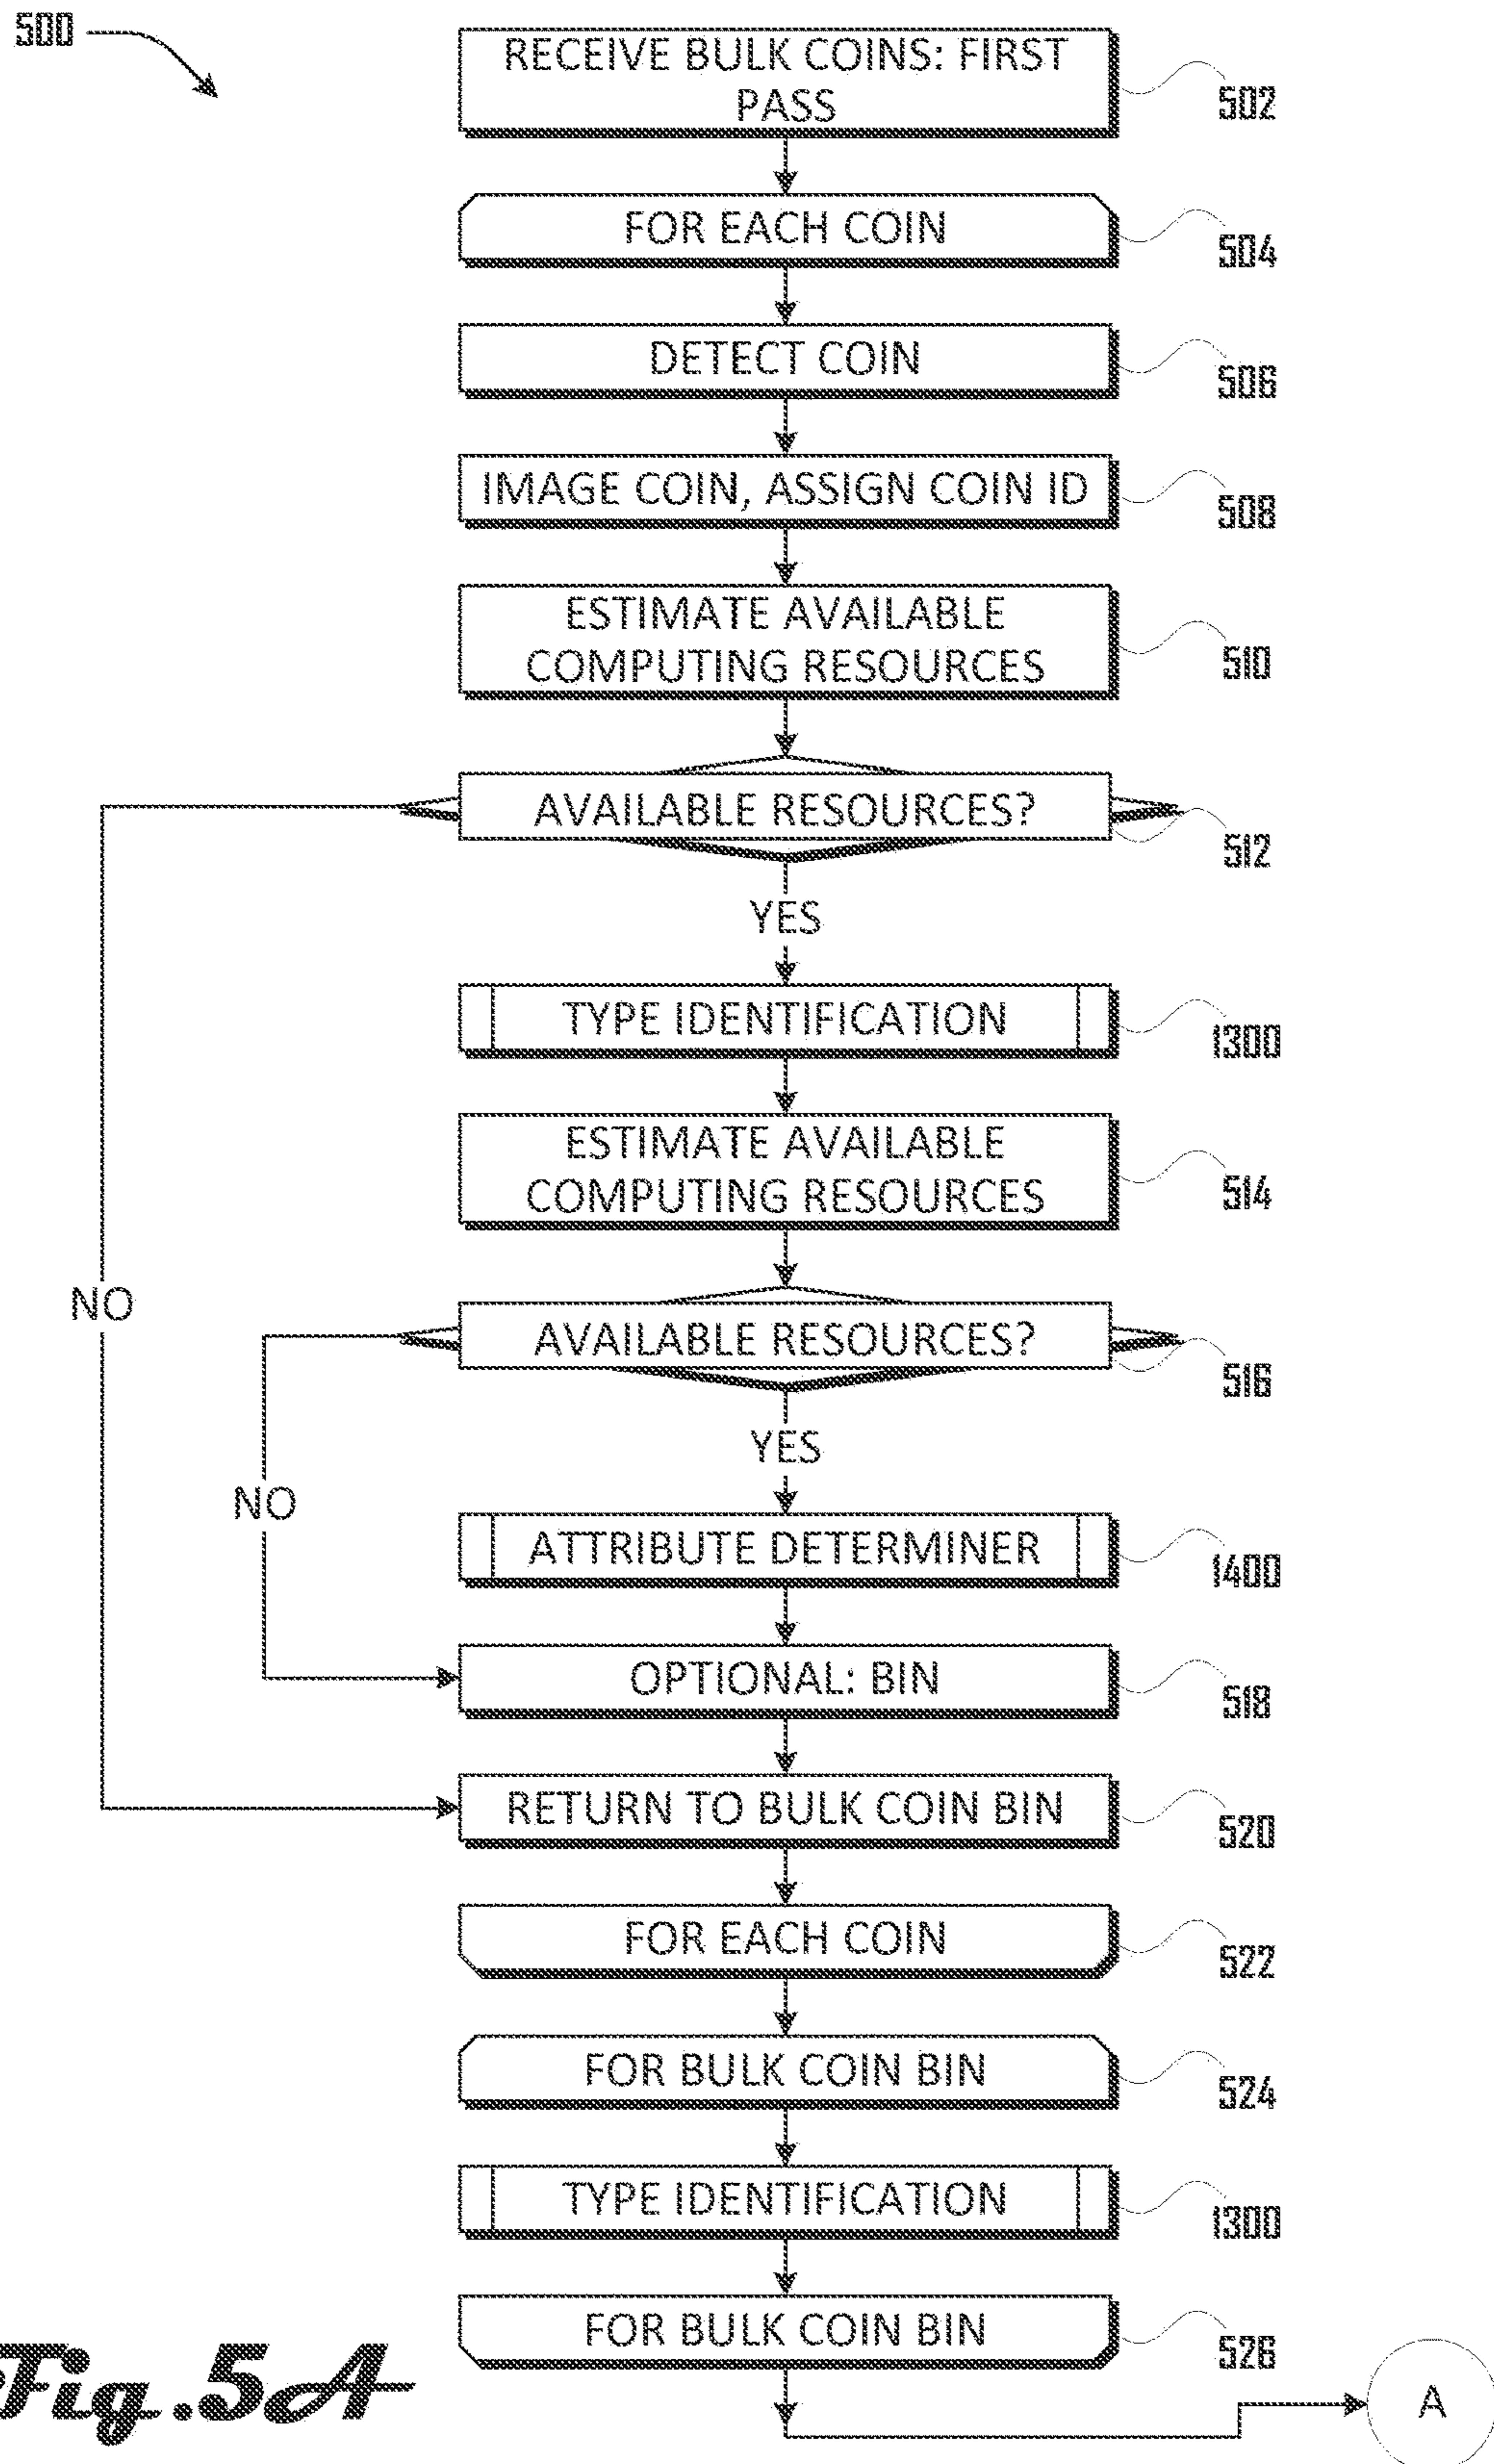 500
RECEIVE BULK COINS: FIRST
PASS
502
FOR EACH COIN
504
DETECT COIN
506
IMAGE COIN, ASSIGN COIN ID
508
ESTIMATE AVAILABLE
COMPUTING RESOURCES
510
AVAILABLE RESOURCES?
512
YES
TYPE IDENTIFICATION
1300
ESTIMATE AVAILABLE
COMPUTING RESOURCES
514
NO
AVAILABLE RESOURCES?
516
YES
NO
ATTRIBUTE DETERMINER
1400
OPTIONAL: BIN
518
RETURN TO BULK COIN BIN
520
FOR EACH COIN
522
FOR BULK COIN BIN
524
TYPE IDENTIFICATION
1300
FOR BULK COIN BIN
526
A
Fig.5A